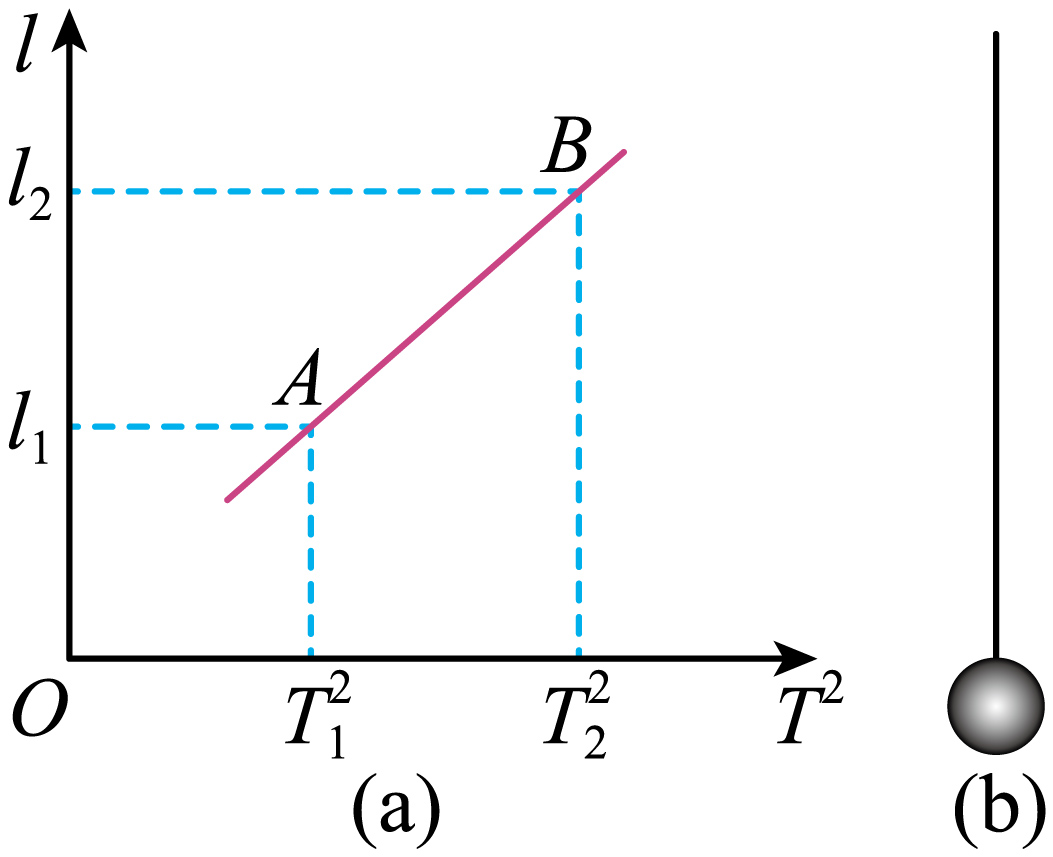 l
B
l₂
A
l₁
O T₁² T₂² T²
(a) (b)